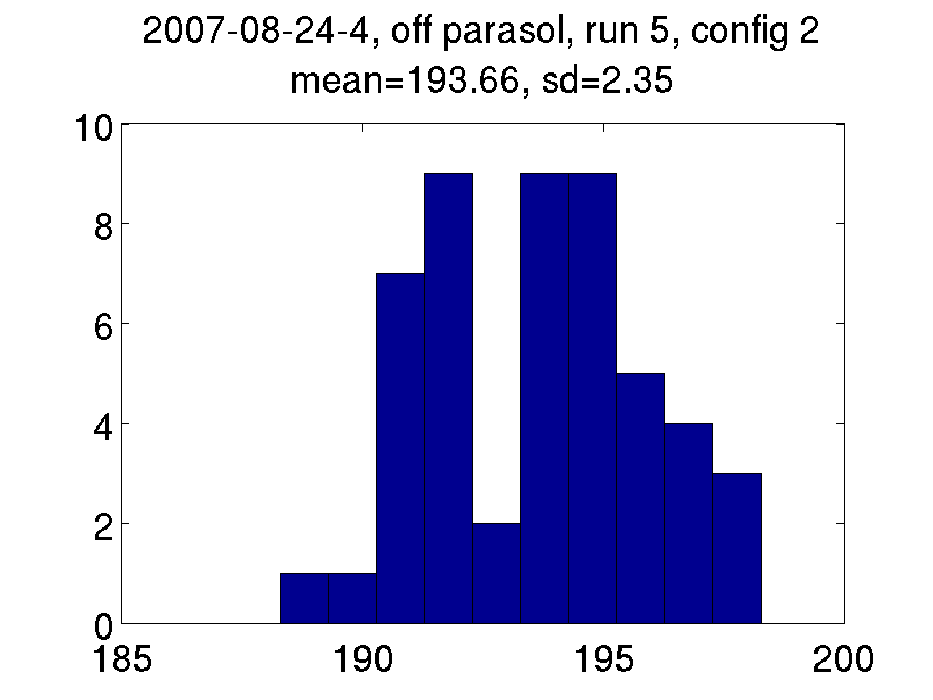 2007-08-24-4, off parasol, run 5, config 2
mean=193.66, sd=2.35
10
8
6
4
2
0
185 190 195 200